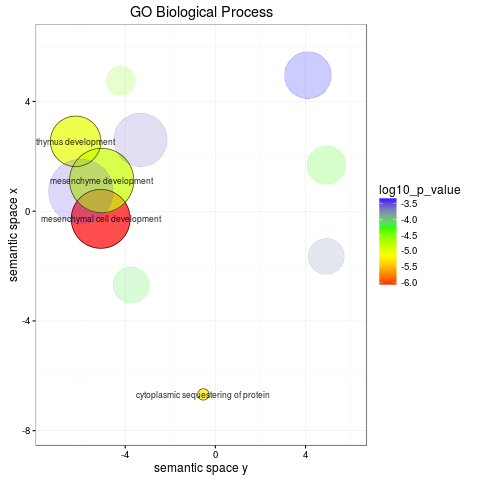 GO Biological Process
4
0
-4
-8
semantic space x
thymus development
mesenchyme development
mesenchymal cell development
cytoplasmic sequestering of protein
-4
0
4
semantic space y
log10_p_value
-3.5
-4.0
-4.5
-5.0
-5.5
-6.0